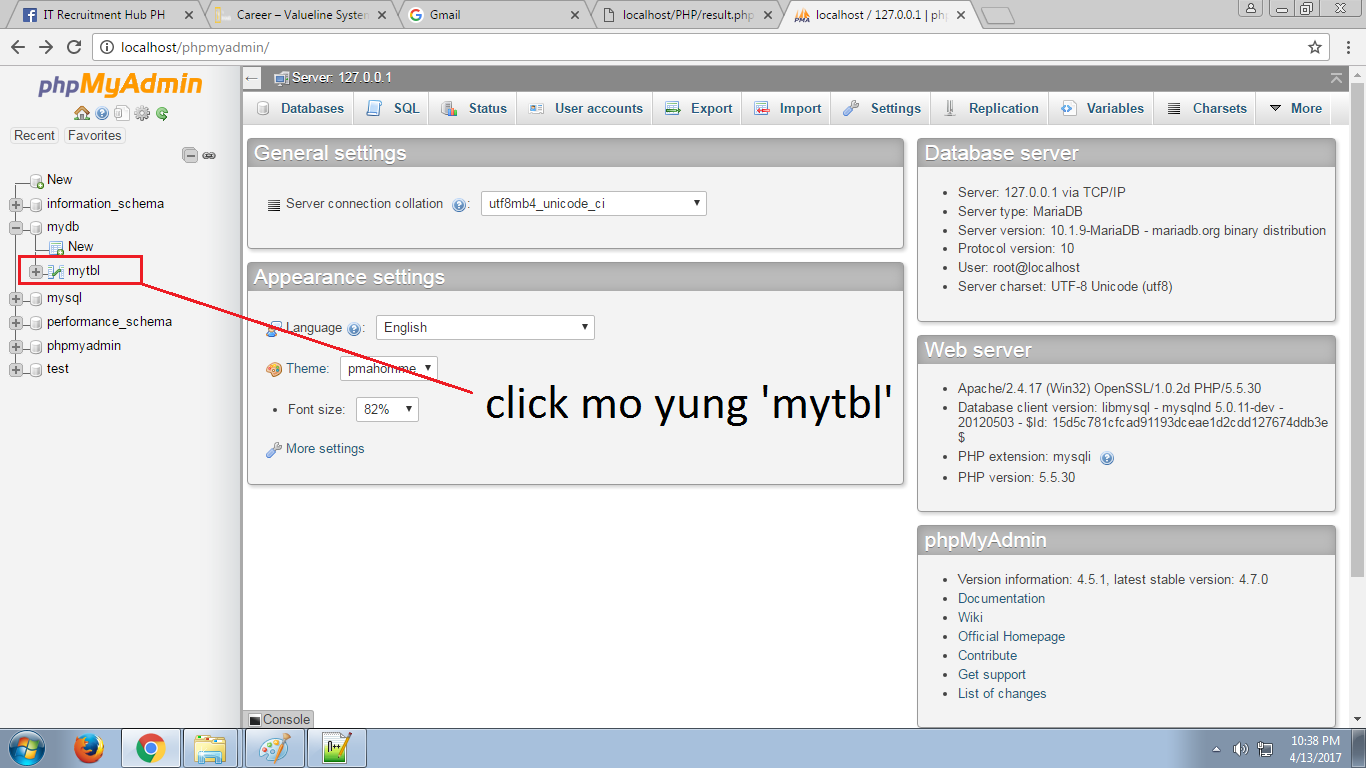 IT Recruitment Hub PH
Career – Valueline System
Gmail
localhost/PHP/result.php
localhost / 127.0.0.1 | ph
localhost/phpmyadmin/
phpMyAdmin
Recent
Favorites
New
information_schema
mydb
New
mytbl
mysql
performance_schema
phpmyadmin
test
Server: 127.0.0.1
Databases
SQL
Status
User accounts
Export
Import
Settings
Replication
Variables
Charsets
More
General settings
Server connection collation :
utf8mb4_unicode_ci
Appearance settings
Language :
English
Theme:
pmahomme
Font size:
82%
More settings
click mo yung 'mytbl'
Database server
Server: 127.0.0.1 via TCP/IP
Server type: MariaDB
Server version: 10.1.9-MariaDB - mariadb.org binary distribution
Protocol version: 10
User: root@localhost
Server charset: UTF-8 Unicode (utf8)
Web server
Apache/2.4.17 (Win32) OpenSSL/1.0.2d PHP/5.5.30
Database client version: libmysql - mysqlnd 5.0.11-dev -
20120503 - $Id: 15d5c781cfcad91193dceae1d2cdd127674ddb3e
$
PHP extension: mysqli
PHP version: 5.5.30
phpMyAdmin
Version information: 4.5.1, latest stable version: 4.7.0
Documentation
Wiki
Official Homepage
Contribute
Get support
List of changes
Console
10:38 PM
4/13/2017